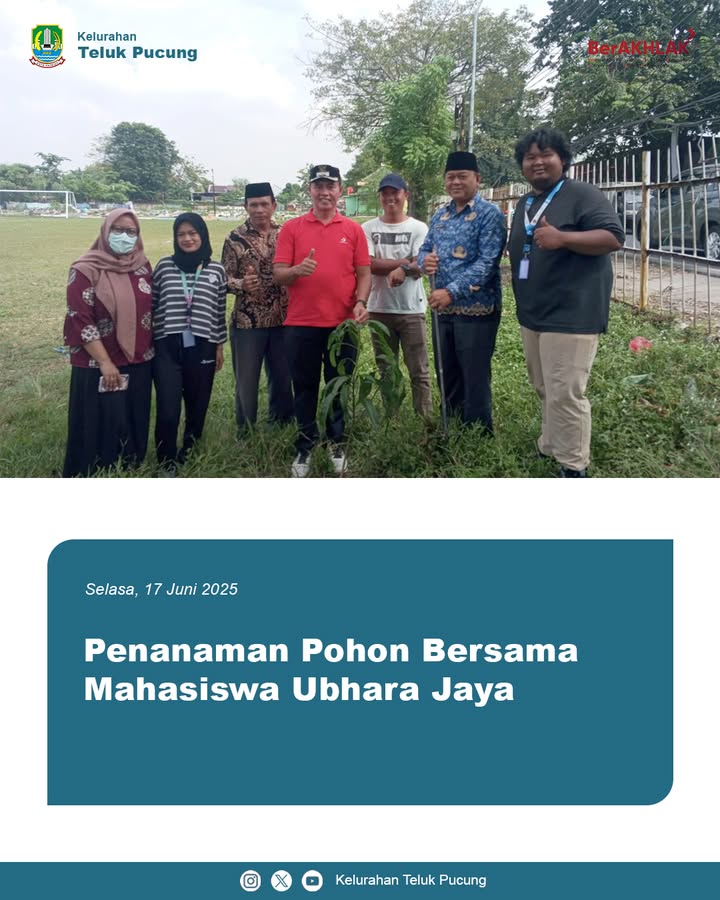 Kelurahan
Teluk Pucung
BerAKHLAK
Selasa, 17 Juni 2025
Penanaman Pohon Bersama
Mahasiswa Ubhara Jaya
Kelurahan Teluk Pucung